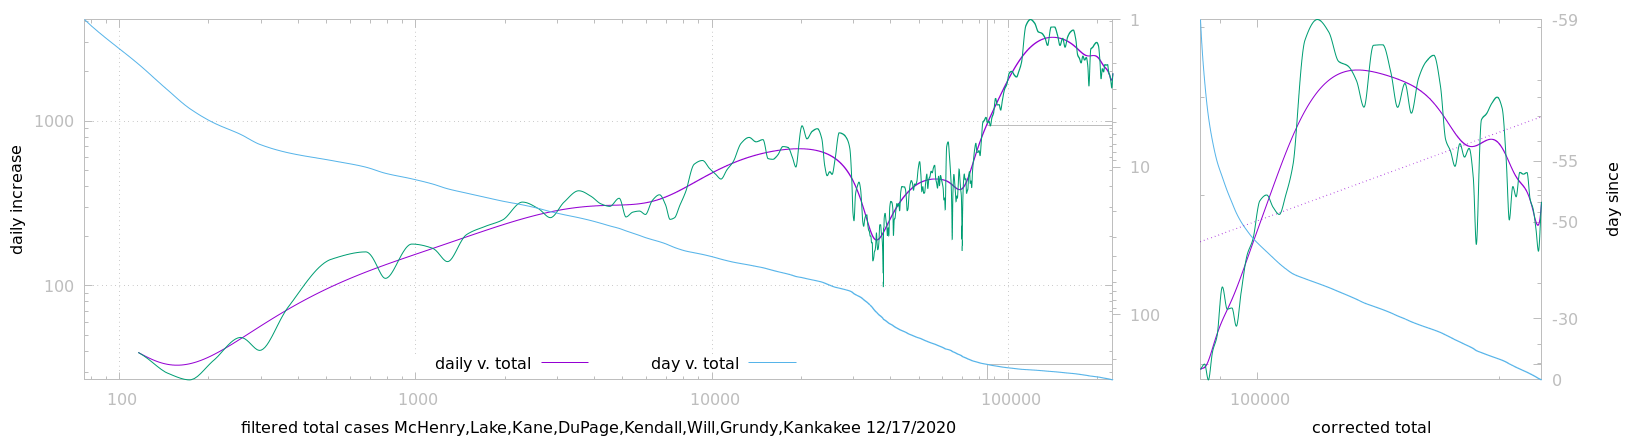 1
-59
daily increase
1000
100
10
100
day since
-55
-50
-30
0
daily v. total
day v. total
100
1000
10000
100000
100000
filtered total cases McHenry,Lake,Kane,DuPage,Kendall,Will,Grundy,Kankakee 12/17/2020
corrected total